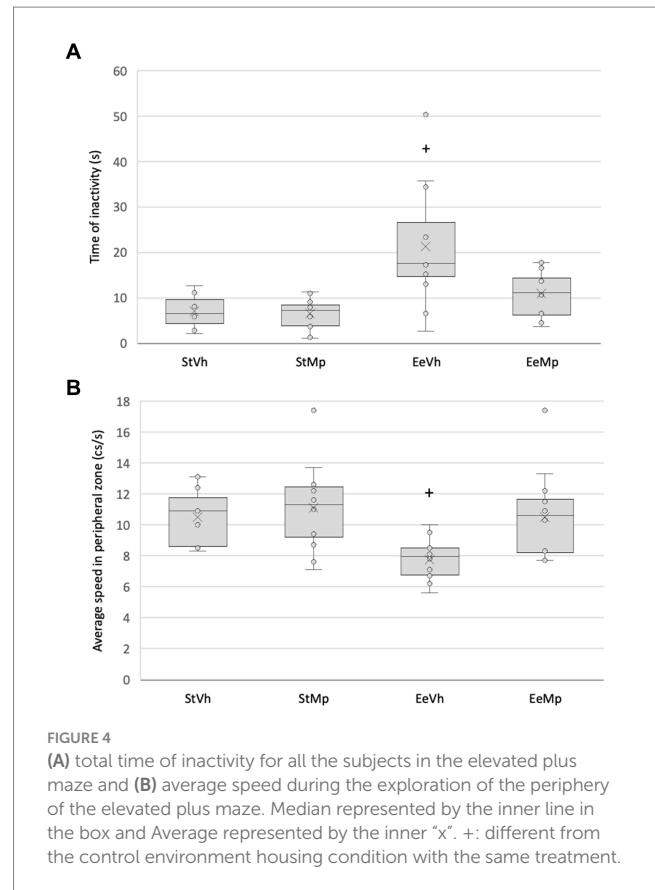 A
Time of inactivity (s)
60
50
40
30
20
10
0
+
StVh
StMp
EeVh
EeMp
B
Average speed in peripheral zone (cs/s)
18
16
14
12
10
8
6
4
2
0
+
StVh
StMp
EeVh
EeMp
FIGURE 4
(A) total time of inactivity for all the subjects in the elevated plus
maze and (B) average speed during the exploration of the periphery
of the elevated plus maze. Median represented by the inner line in
the box and Average represented by the inner “x”. +: different from
the control environment housing condition with the same treatment.